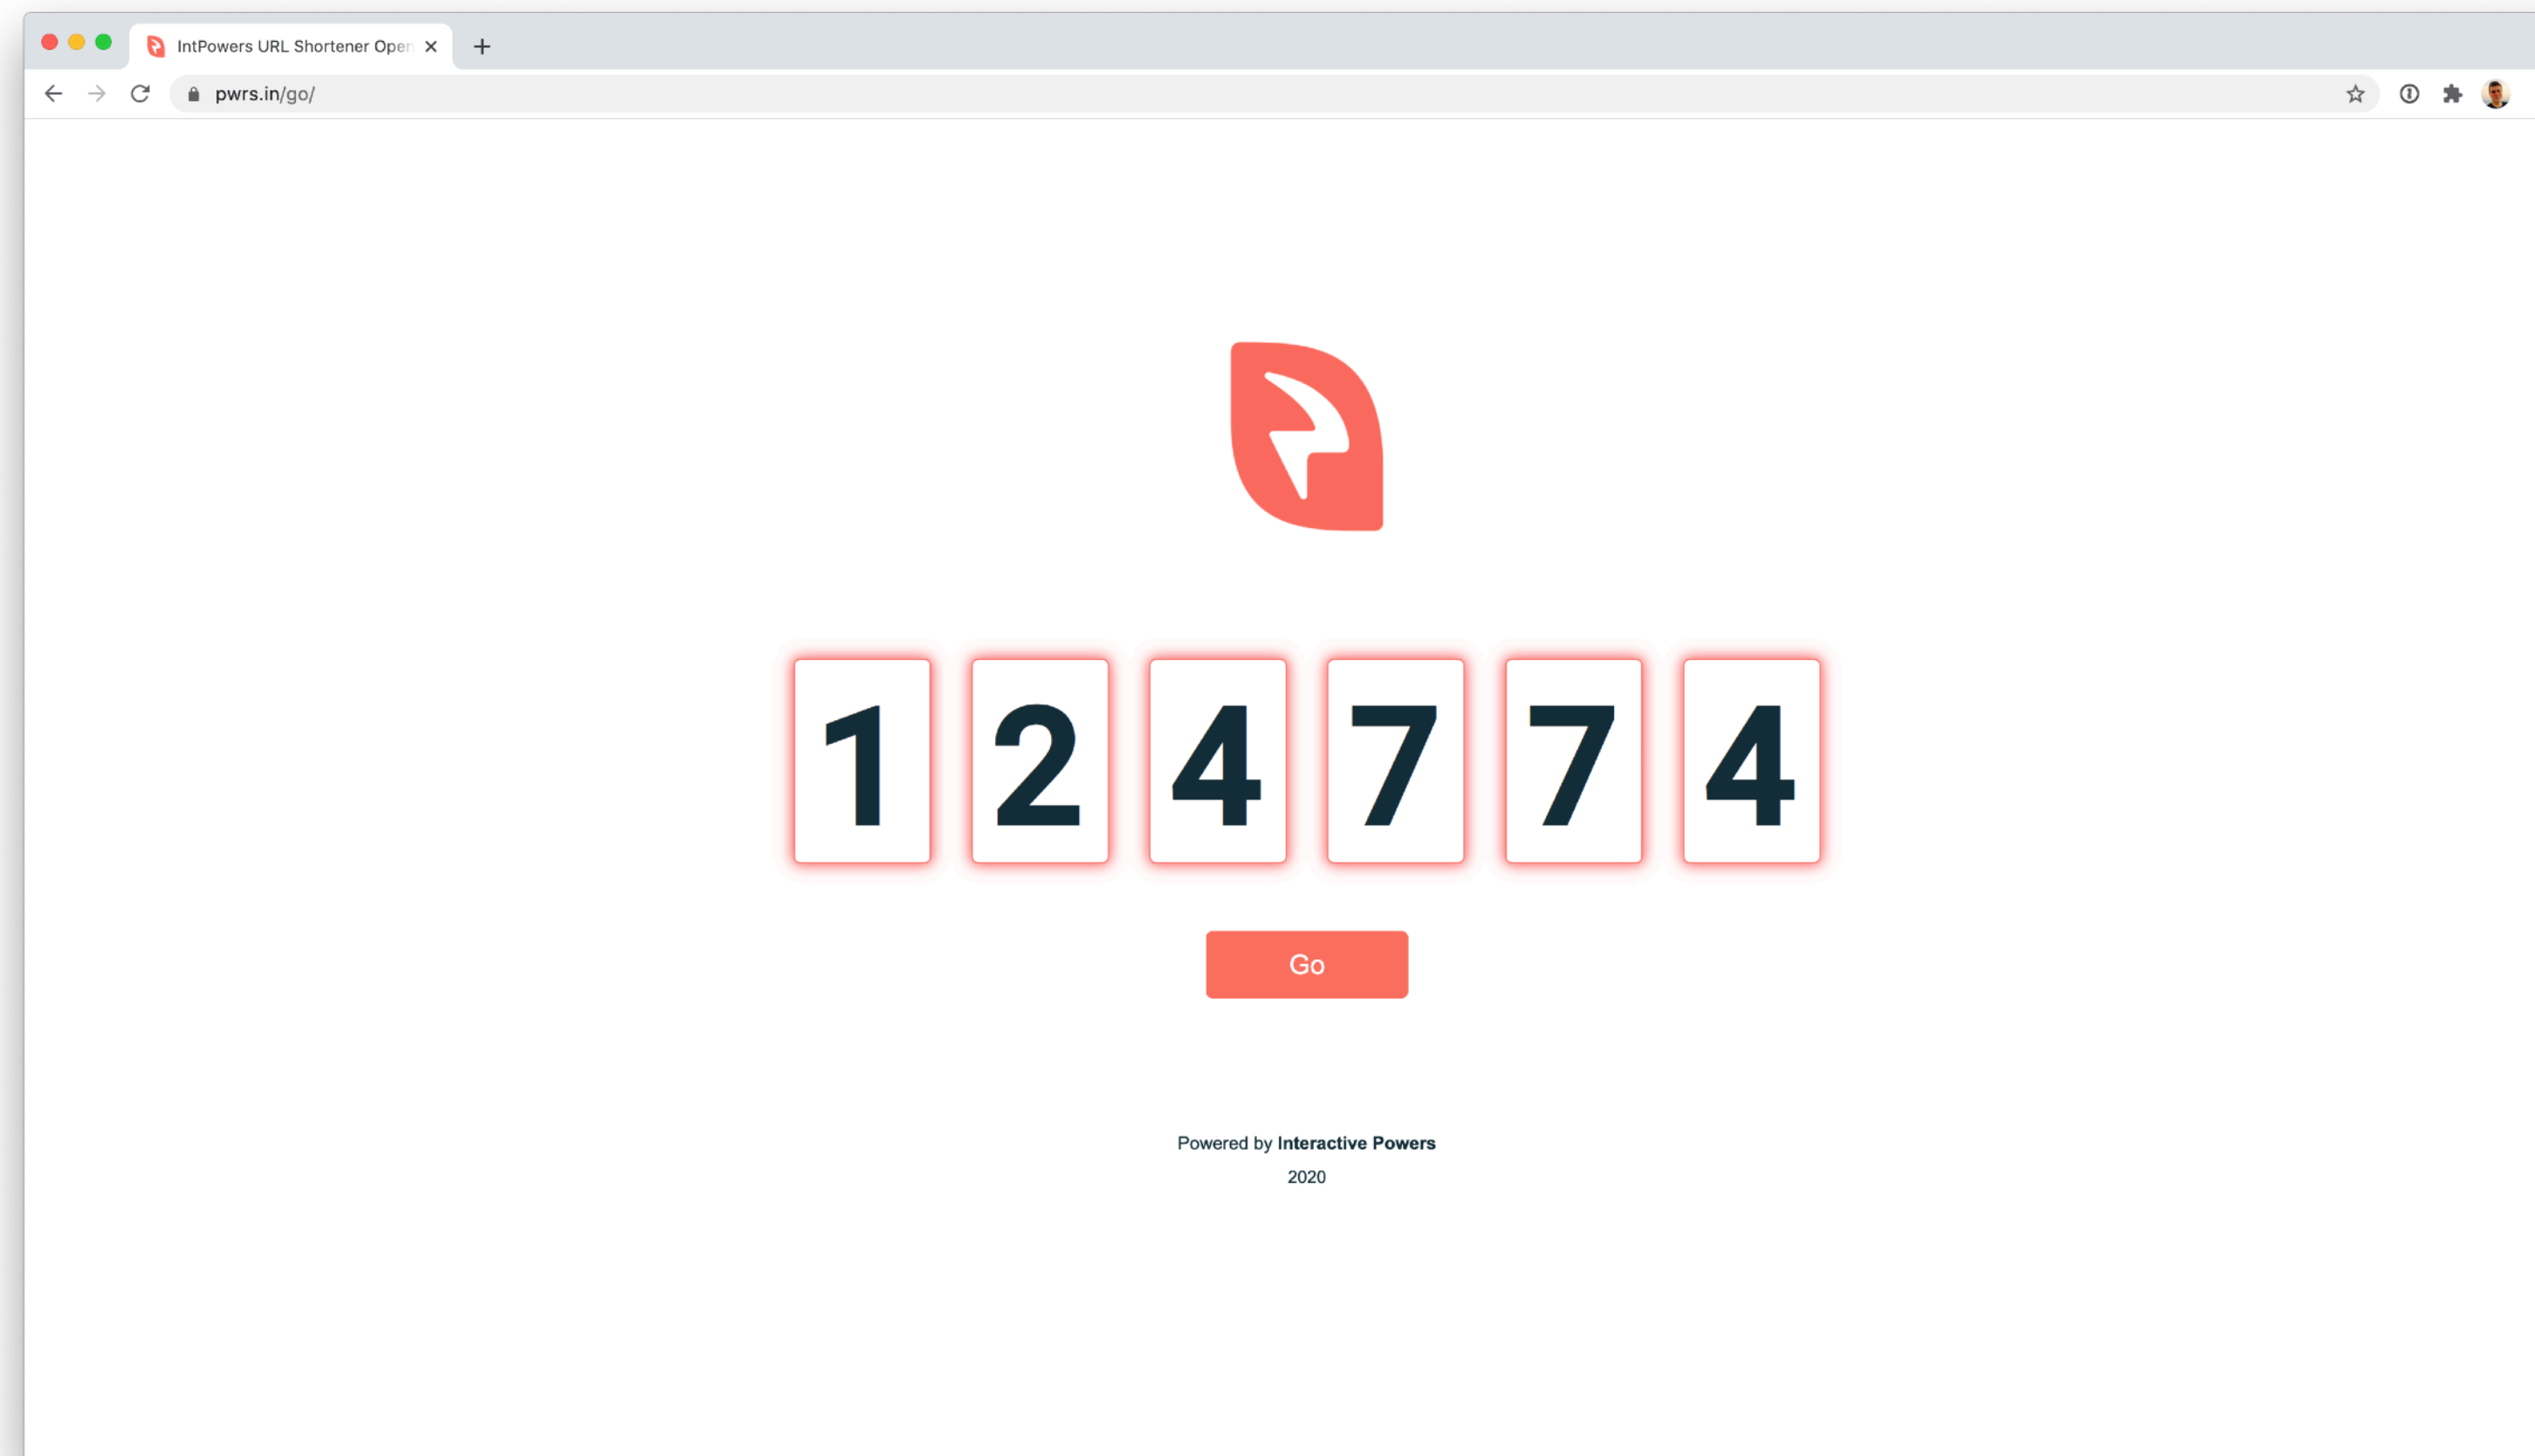 IntPowers URL Shortener Open
pwrs.in/go/
1 2 4 7 7 4
Go
Powered by Interactive Powers
2020